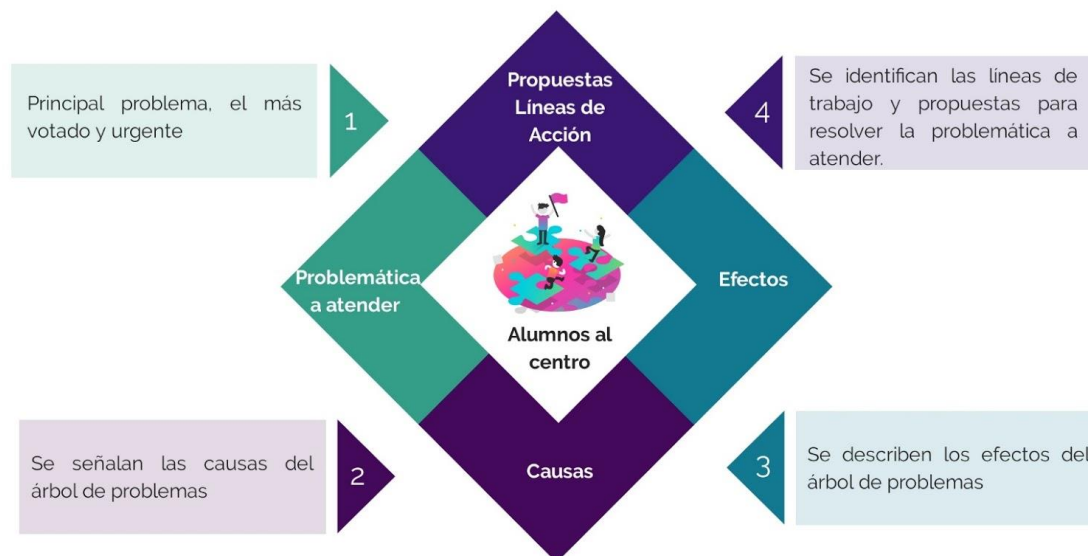 Principal problema, el más
votado y urgente
1
Propuestas
Líneas de
Acción
4
Se identifican las líneas de
trabajo y propuestas para
resolver la problemática a
atender.
Problemática
a atender
Alumnos al
centro
Efectos
Se señalan las causas del
árbol de problemas
2
Causas
3
Se describen los efectos del
árbol de problemas